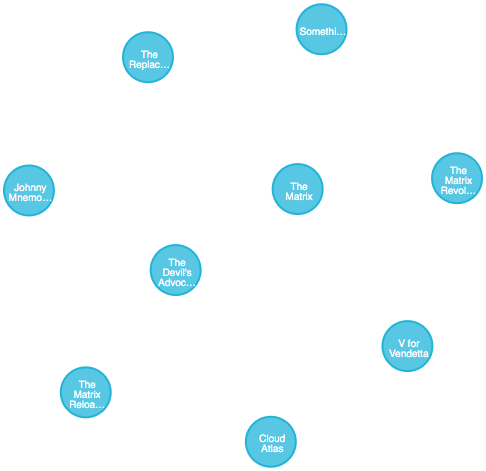 Somethi...
The
Replac...
The
Matrix
Revol...
Johnny
Mnemo...
The
Matrix
The
Devil's
Advoc...
V for
Vendetta
The
Matrix
Reloa...
Cloud
Atlas